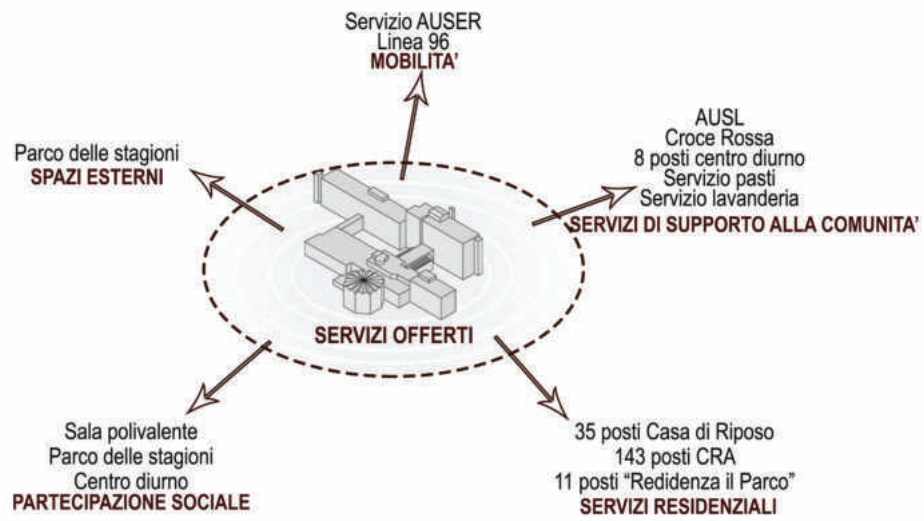 Servizio AUSER
Linea 96
MOBILITA'
Parco delle stagioni
SPAZI ESTERNI
AUSL
Croce Rossa
8 posti centro diurno
Servizio pasti
Servizio lavanderia
SERVIZI DI SUPPORTO ALLA COMUNITA'
SERVIZI OFFERTI
Sala polivalente
Parco delle stagioni
Centro diurno
PARTECIPAZIONE SOCIALE
35 posti Casa di Riposo
143 posti CRA
11 posti “Redidenza il Parco”
SERVIZI RESIDENZIALI